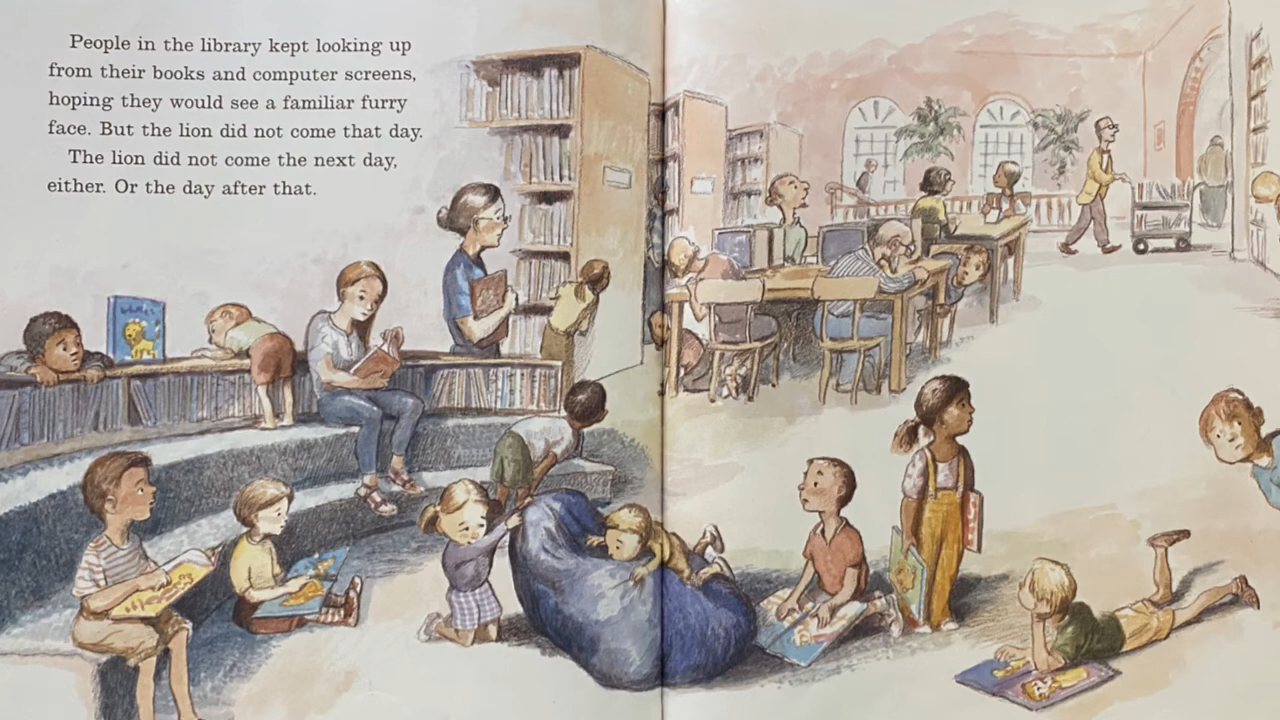 People in the library kept looking up
from their books and computer screens,
hoping they would see a familiar furry
face. But the lion did not come that day.
The lion did not come the next day,
either. Or the day after that.